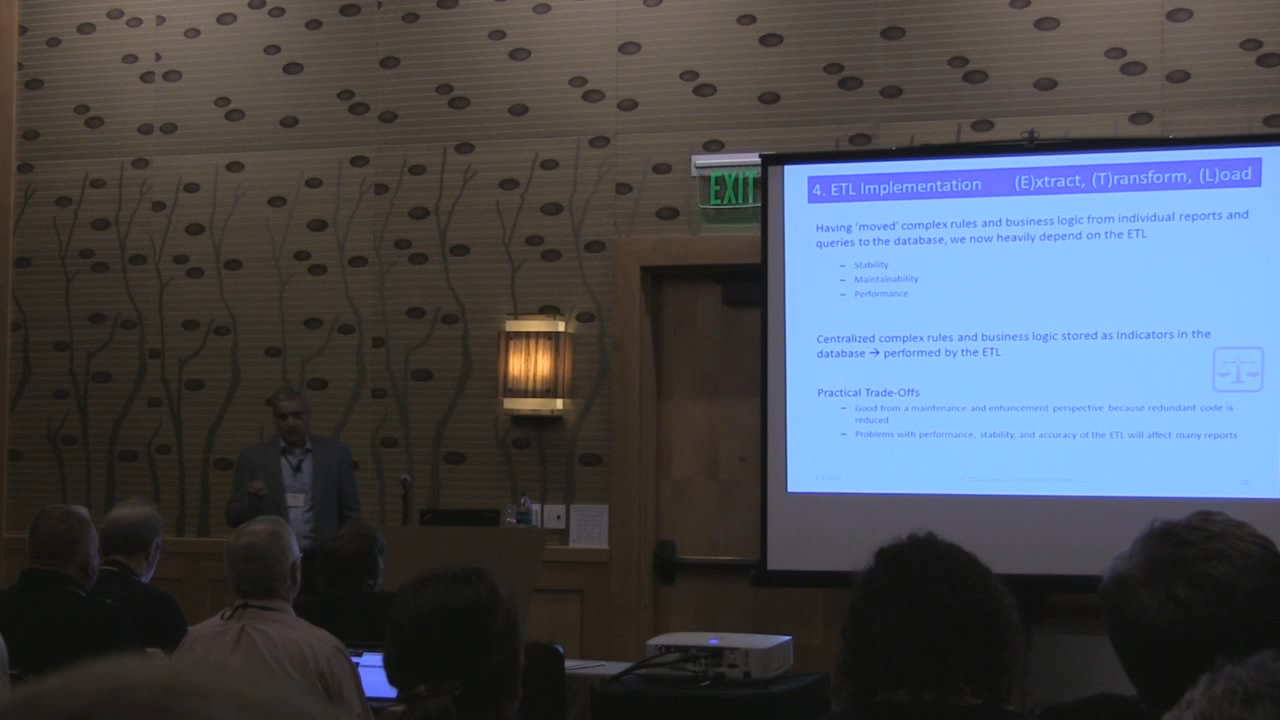 EXIT
4. ETL Implementation (E)xtract, (T)ransform, (L)oad
Having ‘moved’ complex rules and business logic from individual reports and
queries to the database, we now heavily depend on the ETL
– Stability
– Maintainability
– Performance
Centralized complex rules and business logic stored as Indicators in the
database → performed by the ETL
Practical Trade-Offs
– Good from a maintenance and enhancement perspective because redundant code is
reduced
– Problems with performance, stability, and accuracy of the ETL will affect many reports